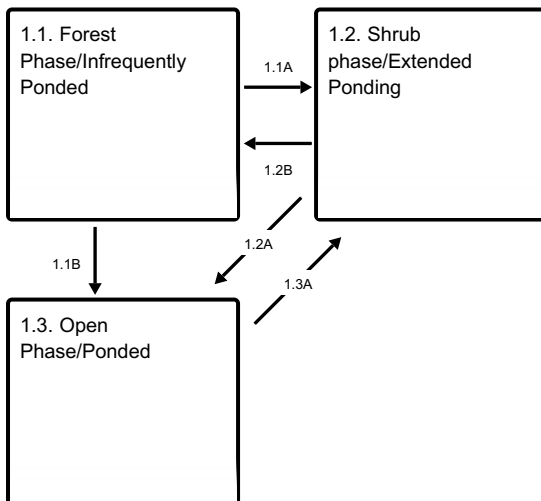 1.1. Forest
Phase/Infrequently
Ponded
1.2. Shrub
phase/Extended
Ponding
1.1A
1.2B
1.2A
1.1B
1.3A
1.3. Open
Phase/Ponded